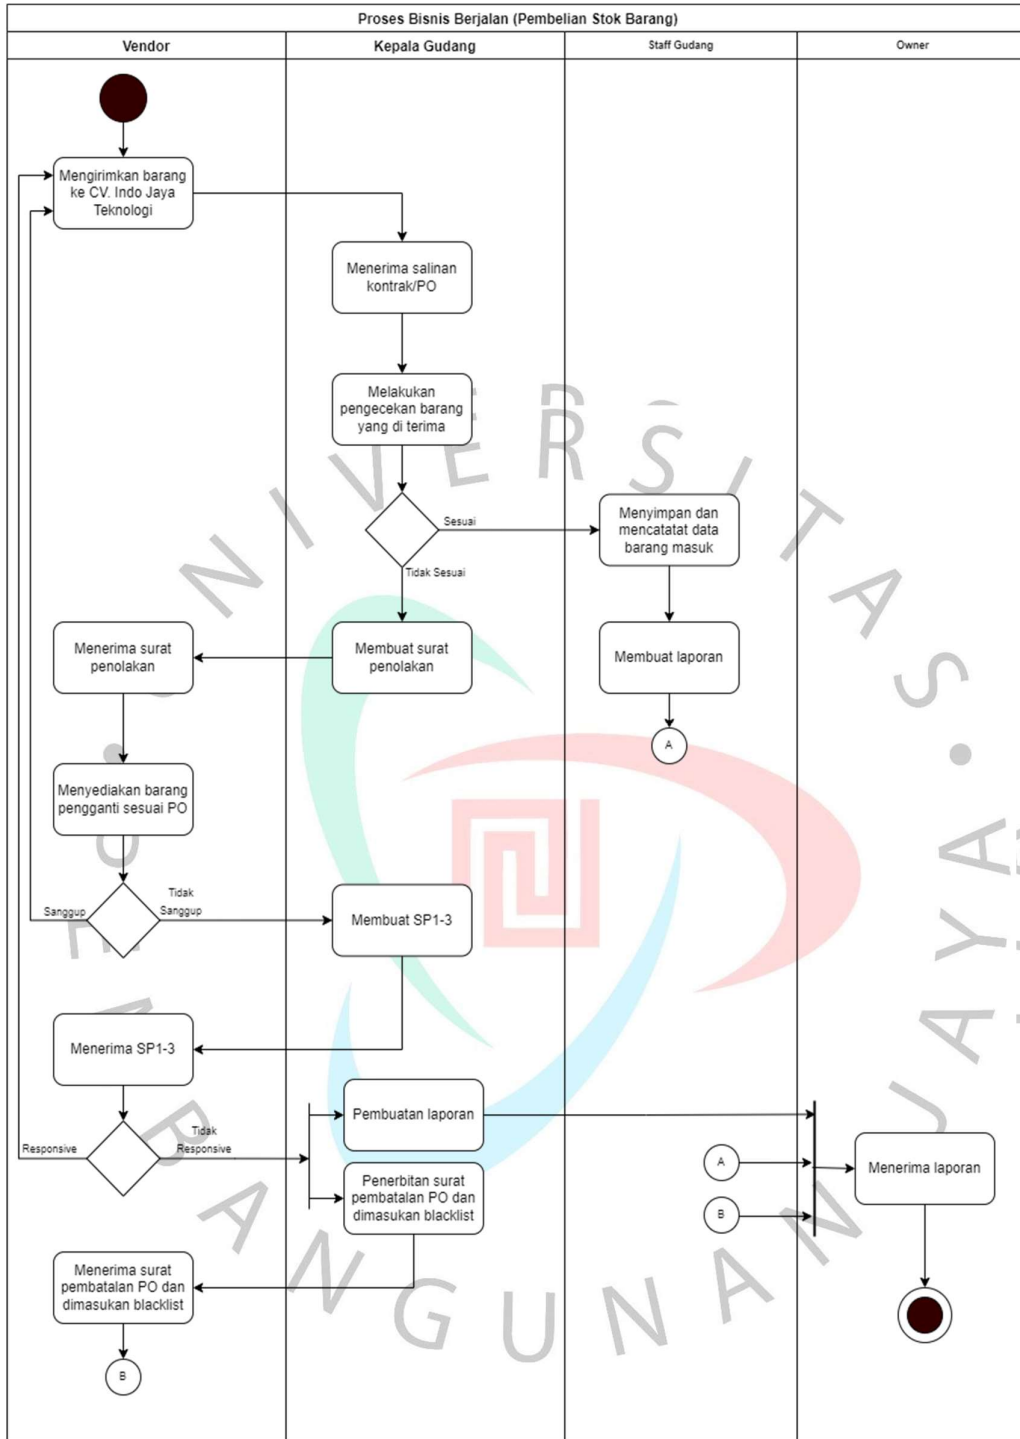 Proses Bisnis Berjalan (Pembelian Stok Barang)
Vendor
Kepala Gudang
Staff Gudang
Owner
Mengirimkan barang
ke CV. Indo Jaya
Teknologi
Menerima salinan
kontrak/PO
Melakukan
pengecekan barang
yang di terima
Sesuai
Menyimpan dan
mencatatat data
barang masuk
Tidak Sesuai
Menerima surat
penolakan
Membuat surat
penolakan
Membuat laporan
A
Menyediakan barang
pengganti sesuai PO
Sanggup
Tidak
Sanggup
Membuat SP1-3
Menerima SP1-3
Responsive
Tidak
Responsive
Pembuatan laporan
Penerbitan surat
pembatalan PO dan
dimasukan blacklist
A
B
Menerima laporan
Menerima surat
pembatalan PO dan
dimasukan blacklist
B
UNIVERSITAS
PEMBANGUNAN JAYA